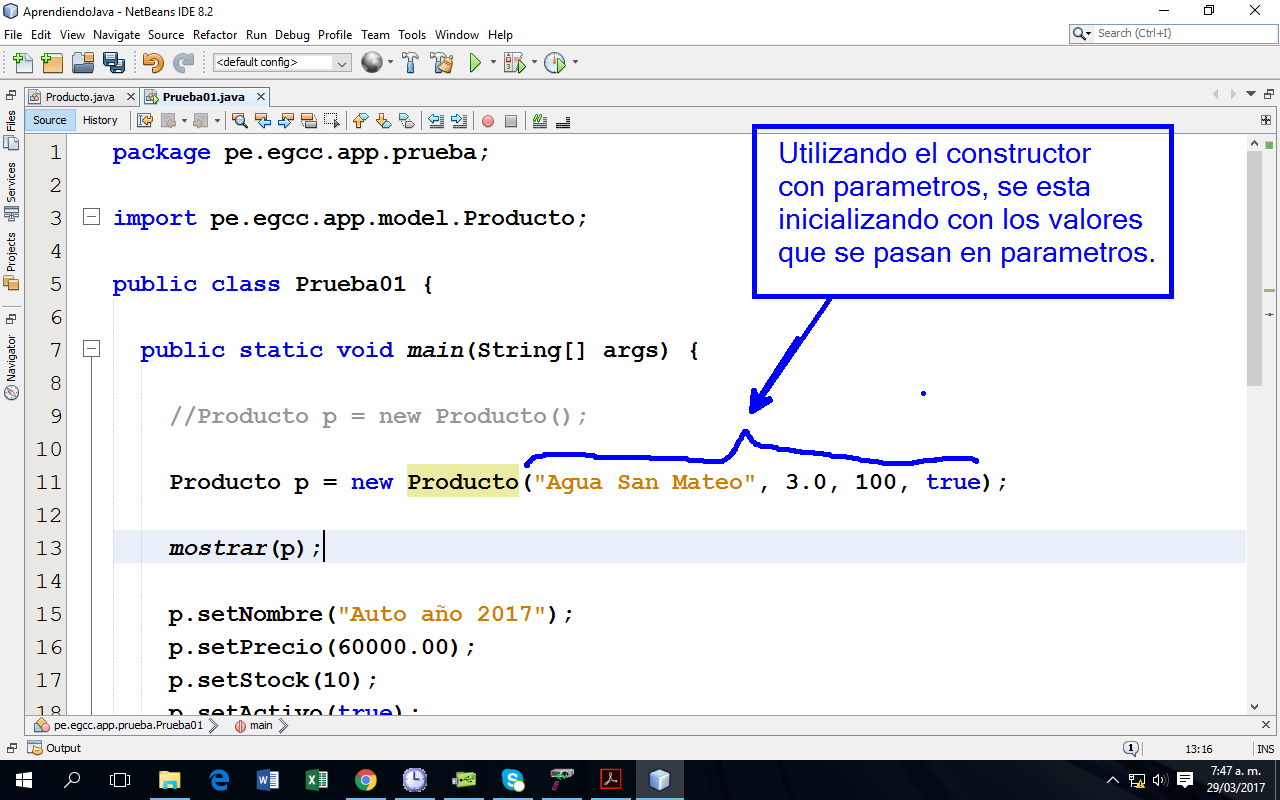 AprendiendoJava - NetBeans IDE 8.2
File Edit View Navigate Source Refactor Run Debug Profile Team Tools Window Help
Search (Ctrl+I)
<default config>
Producto.java
Prueba01.java
Source History
Files
Services
Projects
Navigator
1 package pe.egcc.app.prueba;
2
3 import pe.egcc.app.model.Producto;
4
5 public class Prueba01 {
6
7 public static void main(String[] args) {
8
9 //Producto p = new Producto();
10
11 Producto p = new Producto("Agua San Mateo", 3.0, 100, true);
12
13 mostrar(p);
14
15 p.setNombre("Auto año 2017");
16 p.setPrecio(60000.00);
17 p.setStock(10);
18 p.setActivo(true);
Utilizando el constructor
con parametros, se esta
inicializando con los valores
que se pasan en parametros.
pe.egcc.app.prueba.Prueba01
main
Output
1
13:16
INS
7:47 a. m.
29/03/2017